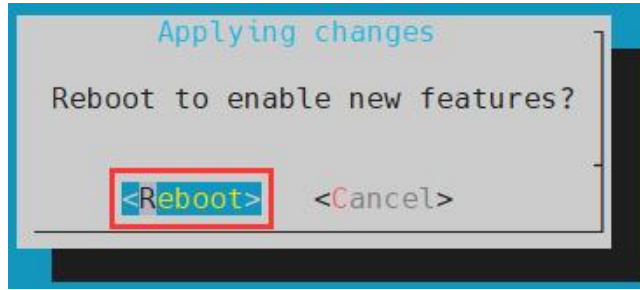 Applying changes
Reboot to enable new features?
<Reboot> <Cancel>